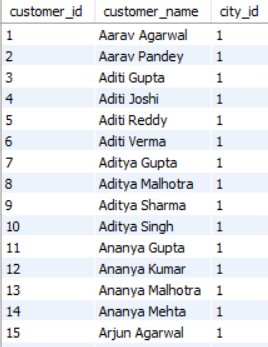 customer_id customer_name city_id
1 Aarav Agarwal 1
2 Aarav Pandey 1
3 Aditi Gupta 1
4 Aditi Joshi 1
5 Aditi Reddy 1
6 Aditi Verma 1
7 Aditya Gupta 1
8 Aditya Malhotra 1
9 Aditya Sharma 1
10 Aditya Singh 1
11 Ananya Gupta 1
12 Ananya Kumar 1
13 Ananya Malhotra 1
14 Ananya Mehta 1
15 Arjun Agarwal 1